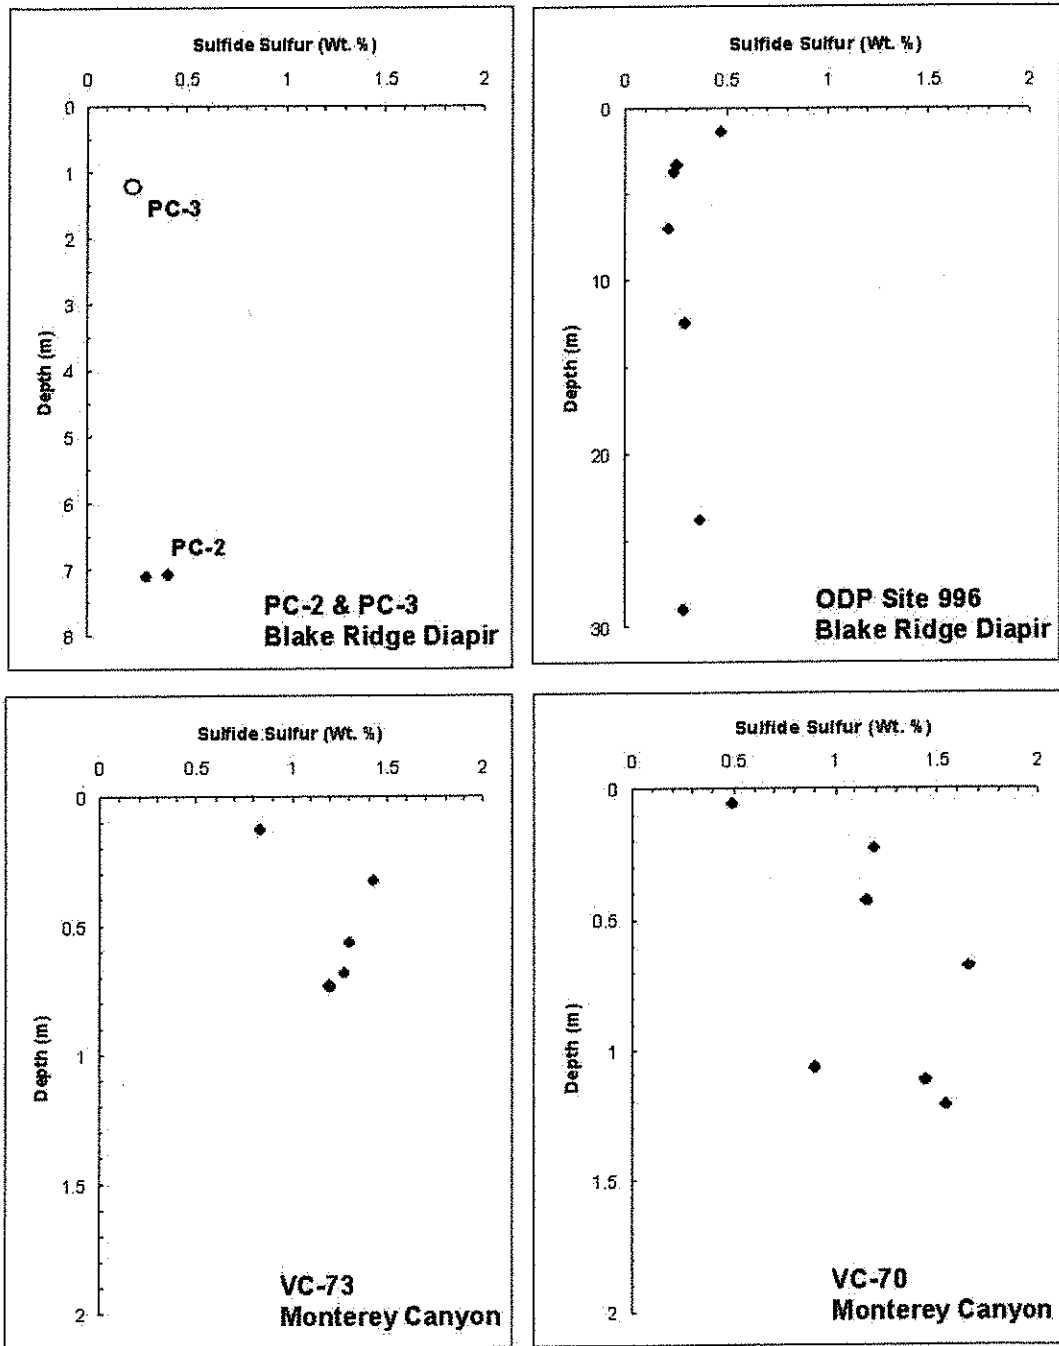 Sulfide Sulfur (Wt. %)
0 0.5 1 1.5 2
0
1
PC-3
2
3
Depth (m)
4
5
6
PC-2
7
PC-2 & PC-3
Blake Ridge Diapir
8
Sulfide Sulfur (Wt. %)
0 0.5 1 1.5 2
0
10
Depth (m)
20
ODP Site 996
Blake Ridge Diapir
30
Sulfide Sulfur (Wt. %)
0 0.5 1 1.5 2
0
0.5
Depth (m)
1
1.5
VC-73
Monterey Canyon
2
Sulfide Sulfur (Wt. %)
0 0.5 1 1.5 2
0
0.5
Depth (m)
1
1.5
VC-70
Monterey Canyon
2